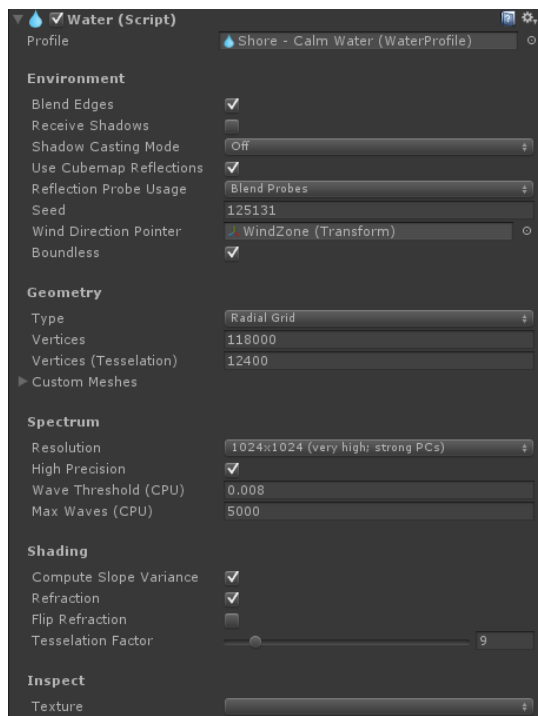 Water (Script)
Profile Shore - Calm Water (WaterProfile)
Environment
Blend Edges
Receive Shadows
Shadow Casting Mode Off
Use Cubemap Reflections
Reflection Probe Usage Blend Probes
Seed 125131
Wind Direction Pointer WindZone (Transform)
Boundless
Geometry
Type Radial Grid
Vertices 118000
Vertices (Tesselation) 12400
Custom Meshes
Spectrum
Resolution 1024x1024 (very high; strong PCs)
High Precision
Wave Threshold (CPU) 0.008
Max Waves (CPU) 5000
Shading
Compute Slope Variance
Refraction
Flip Refraction
Tesselation Factor 9
Inspect
Texture